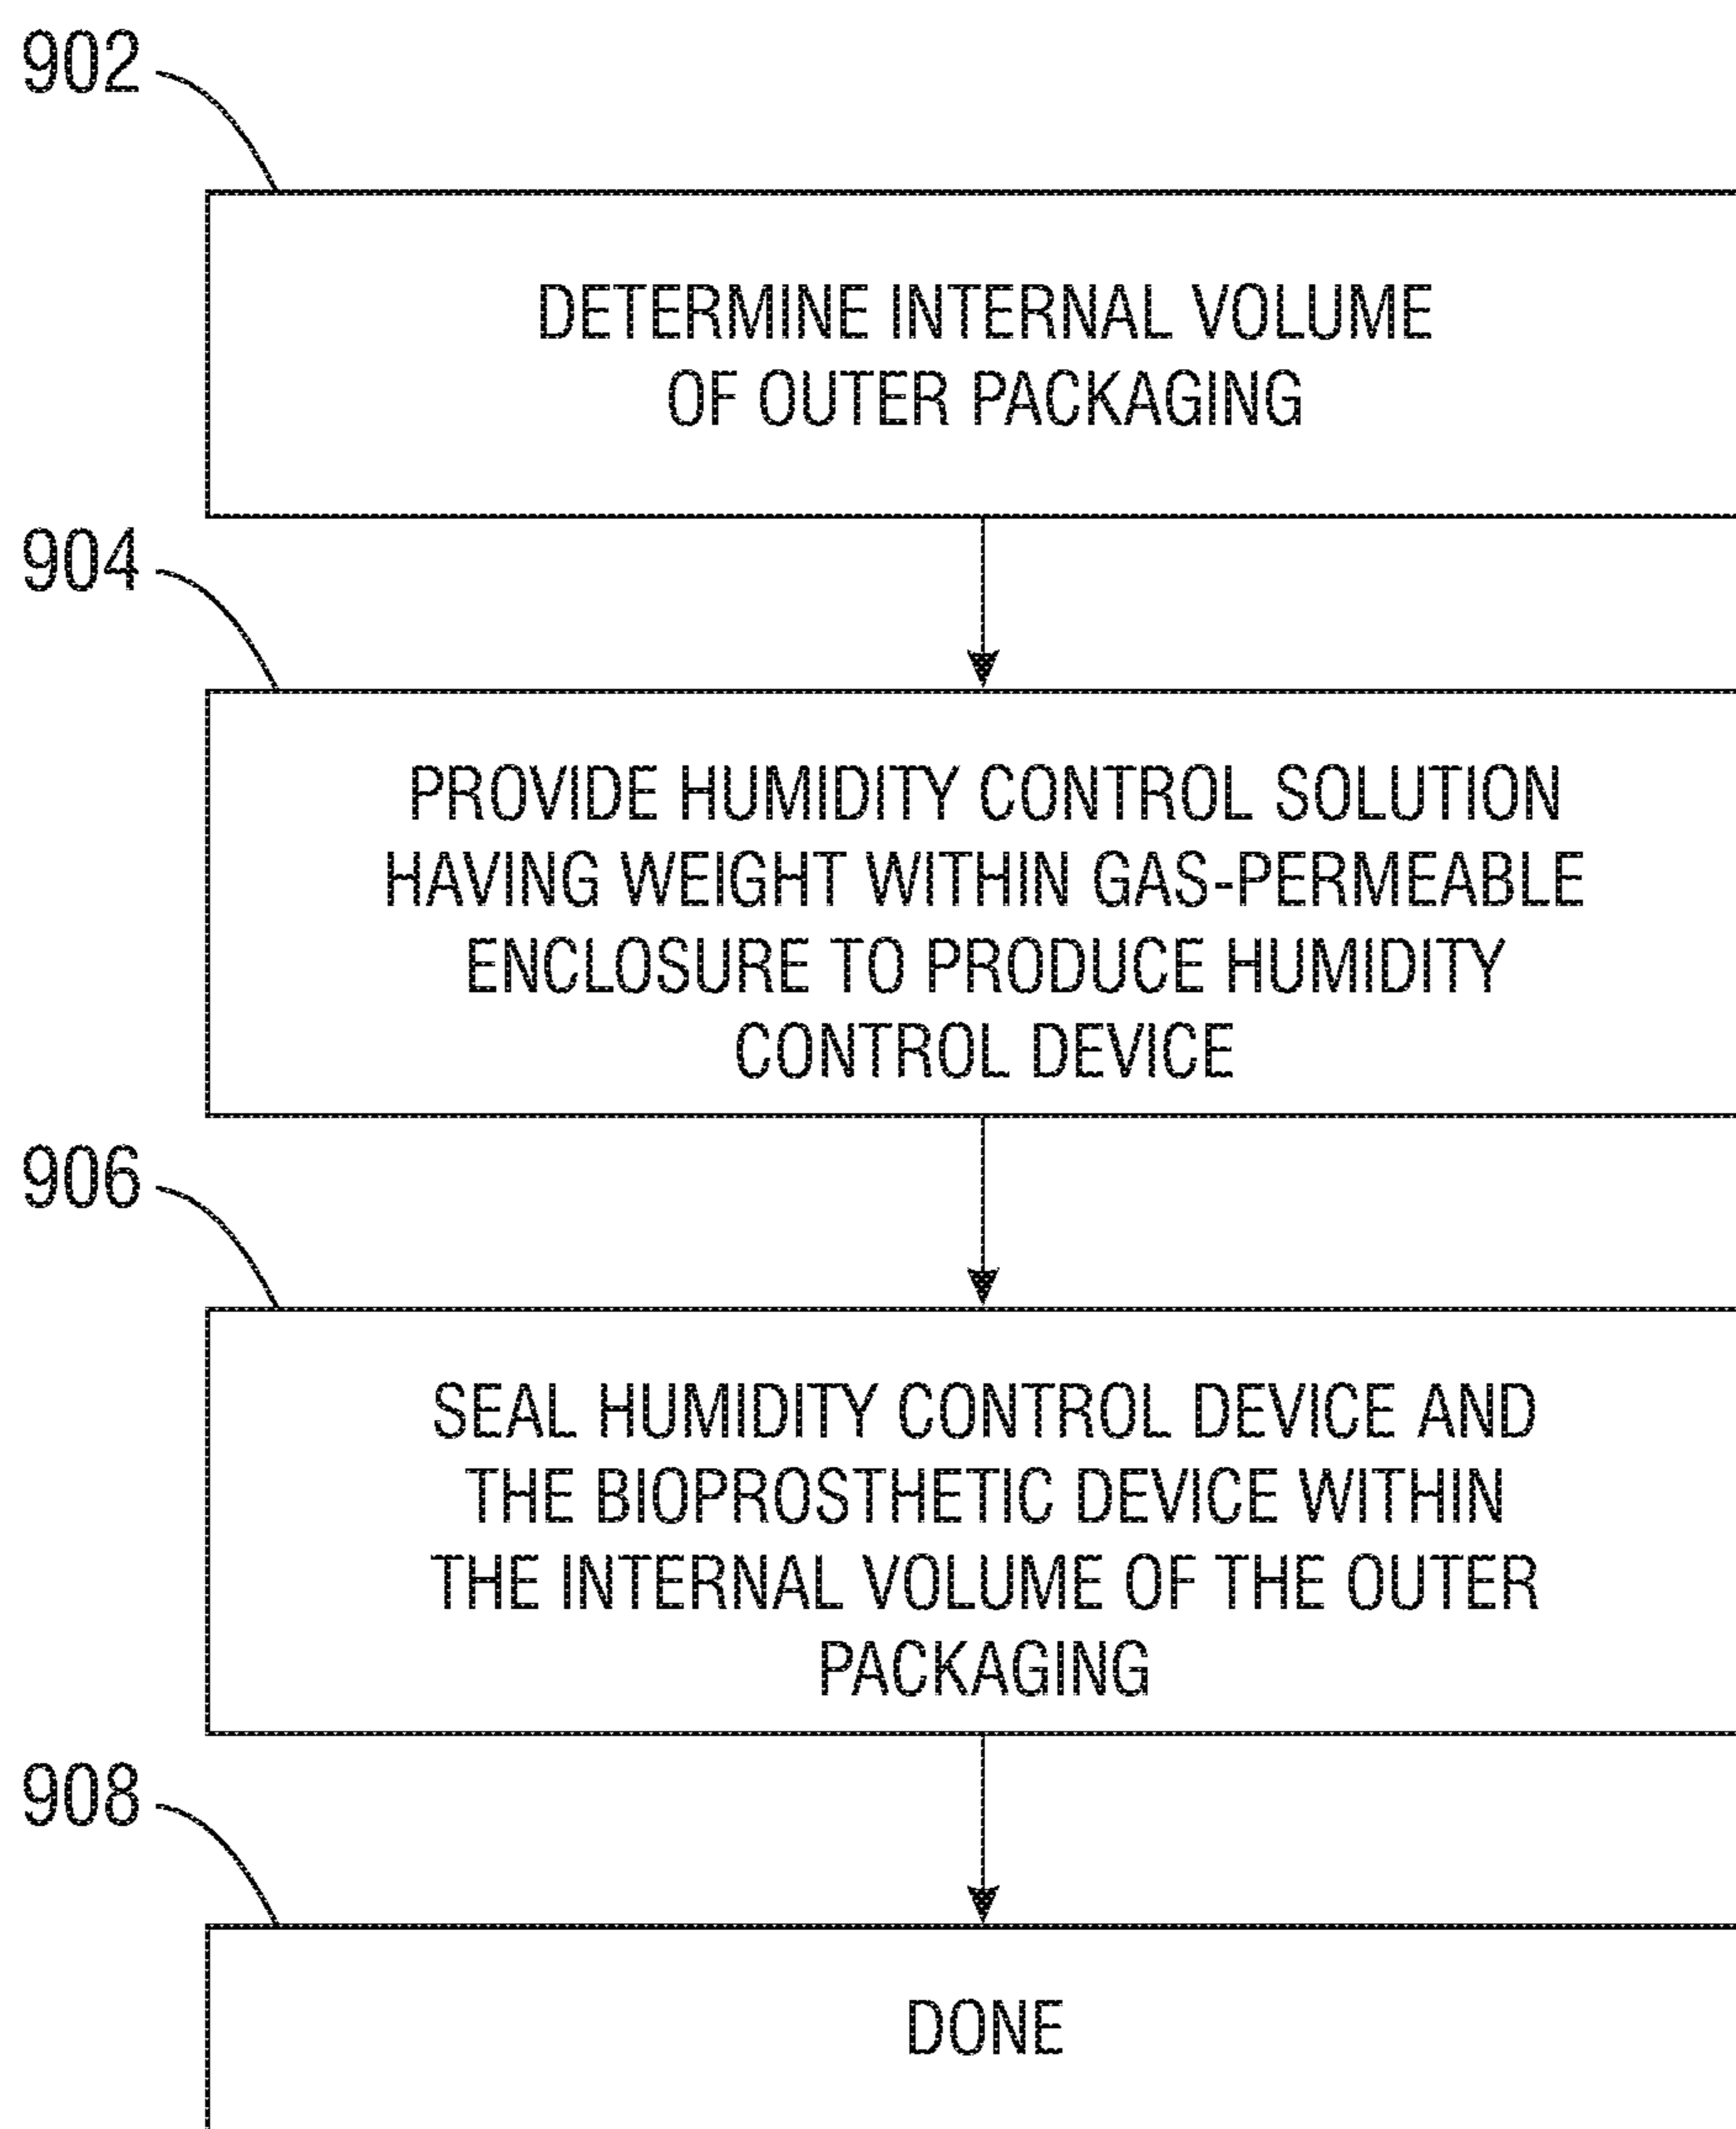 902
DETERMINE INTERNAL VOLUME
OF OUTER PACKAGING
904
PROVIDE HUMIDITY CONTROL SOLUTION
HAVING WEIGHT WITHIN GAS-PERMEABLE
ENCLOSURE TO PRODUCE HUMIDITY
CONTROL DEVICE
906
SEAL HUMIDITY CONTROL DEVICE AND
THE BIOPROSTHETIC DEVICE WITHIN
THE INTERNAL VOLUME OF THE OUTER
PACKAGING
908
DONE